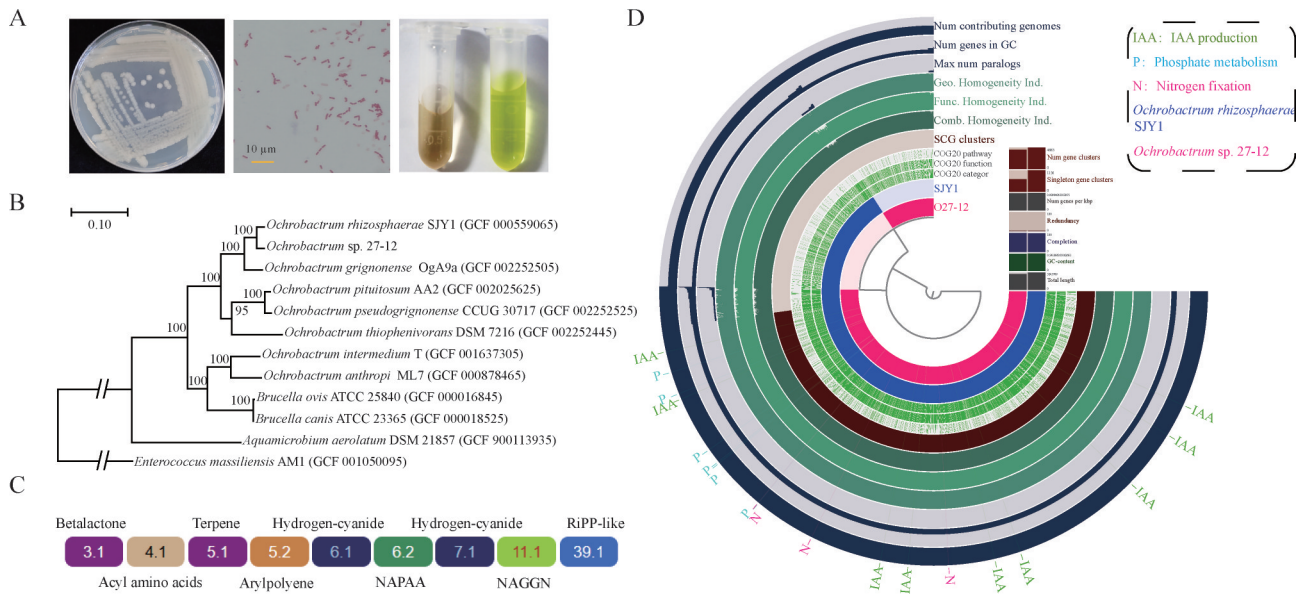 A
10 µm
B
0.10
Ochrobactrum rhizosphaerae SJY1 (GCF 000559065)
100
Ochrobactrum sp. 27-12
100
Ochrobactrum grignonense OgA9a (GCF 002252505)
100
Ochrobactrum pituitosum AA2 (GCF 002025625)
100
95
Ochrobactrum pseudogrignonense CCUG 30717 (GCF 002252525)
Ochrobactrum thiophenivorans DSM 7216 (GCF 002252445)
100
100
Ochrobactrum intermedium T (GCF 001637305)
100
Ochrobactrum anthropi ML7 (GCF 000878465)
Brucella ovis ATCC 25840 (GCF 000016845)
100
Brucella canis ATCC 23365 (GCF 000018525)
Aquamicrobium aerolatum DSM 21857 (GCF 900113935)
Enterococcus massiliensis AM1 (GCF 001050095)
C
Betalactone Terpene Hydrogen-cyanide Hydrogen-cyanide RiPP-like
3.1 4.1 5.1 5.2 6.1 6.2 7.1 11.1 39.1
Acyl amino acids Arylpolyene NAPAA NAGGN
D
Num contributing genomes
Num genes in GC
Max num paralogs
Geo. Homogeneity Ind.
Func. Homogeneity Ind.
Comb. Homogeneity Ind.
SCG clusters
COG20 pathway
COG20 function
COG20 categor
SJY1
O27-12
Num gene clusters
Singleton gene clusters
Num genes per kbp
Redundancy
Completion
GC-content
Total length
IAA: IAA production
P: Phosphate metabolism
N: Nitrogen fixation
Ochrobactrum rhizosphaerae
SJY1
Ochrobactrum sp. 27-12
IAA
P
P
IAA
P
P
P
P
N
N
IAA
IAA
N
IAA
IAA
IAA
IAA
IAA